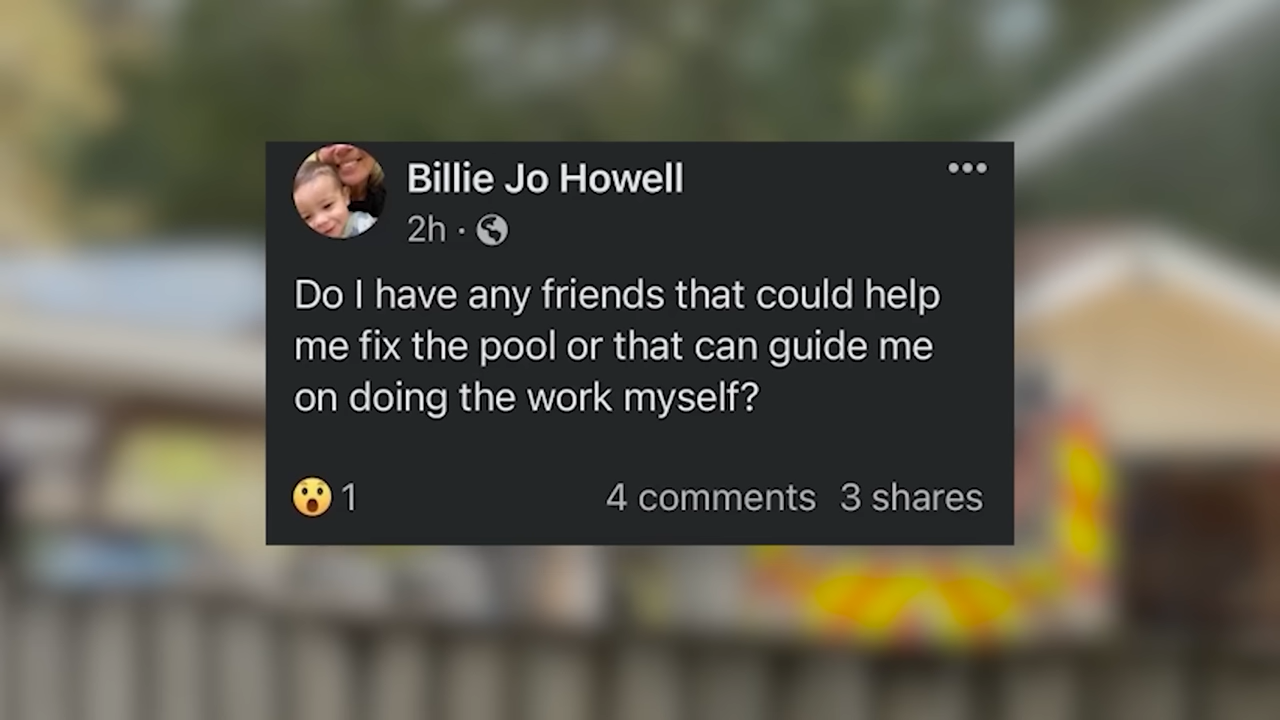 Billie Jo Howell
2h ·
Do I have any friends that could help
me fix the pool or that can guide me
on doing the work myself?
1
4 comments 3 shares